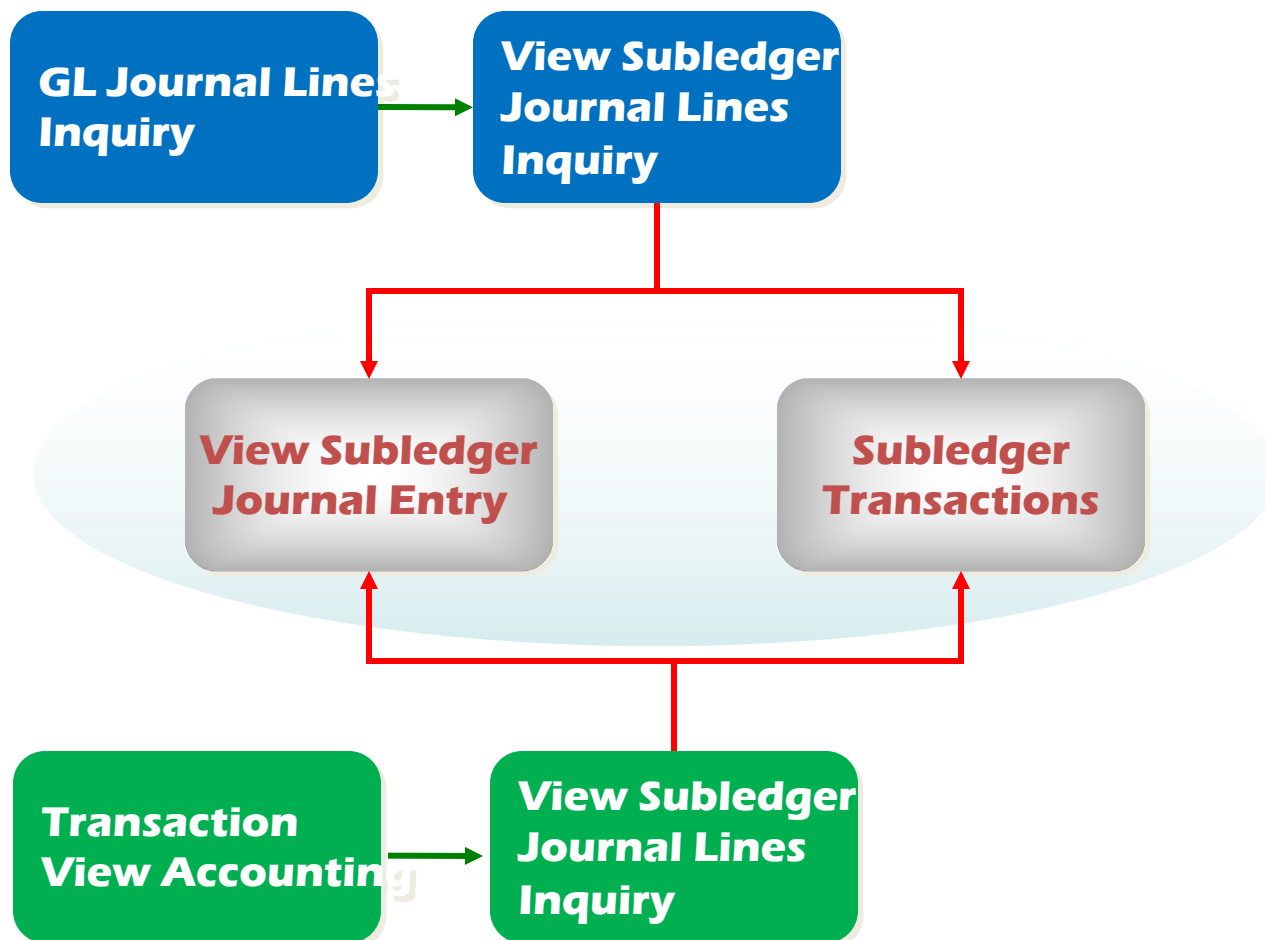 GL Journal Lines
Inquiry
View Subledger
Journal Lines
Inquiry
View Subledger
Journal Entry
Subledger
Transactions
Transaction
View Accounting
View Subledger
Journal Lines
Inquiry